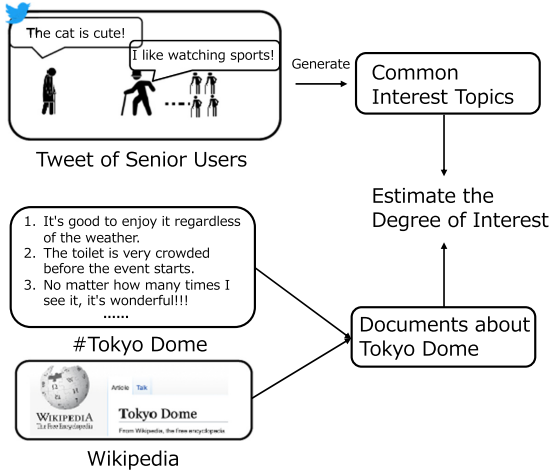 The cat is cute!
I like watching sports!
Tweet of Senior Users
Generate
Common
Interest Topics
Estimate the
Degree of Interest
1. It's good to enjoy it regardless
of the weather.
2. The toilet is very crowded
before the event starts.
3. No matter how many times I
see it, it's wonderful!!!
......
#Tokyo Dome
Documents about
Tokyo Dome
WIKIPEDIA
The Free Encyclopedia
Article Talk
Tokyo Dome
From Wikipedia, the free encyclopedia
Wikipedia